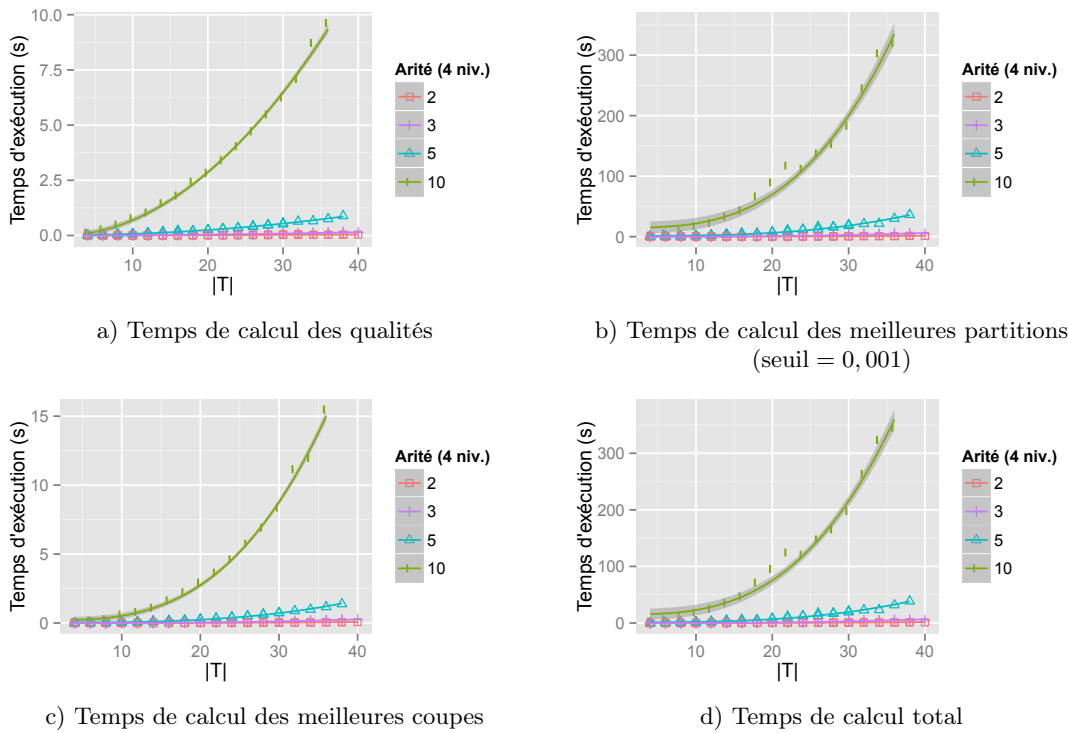 Temps d'exécution (s)
10.0
7.5
5.0
2.5
0.0
10 20 30 40
|T|
Arité (4 niv.)
2
3
5
10
a) Temps de calcul des qualités
Temps d'exécution (s)
300
200
100
0
10 20 30 40
|T|
Arité (4 niv.)
2
3
5
10
b) Temps de calcul des meilleures partitions
(seuil = 0, 001)
Temps d'exécution (s)
15
10
5
0
10 20 30 40
|T|
Arité (4 niv.)
2
3
5
10
c) Temps de calcul des meilleures coupes
Temps d'exécution (s)
300
200
100
0
10 20 30 40
|T|
Arité (4 niv.)
2
3
5
10
d) Temps de calcul total